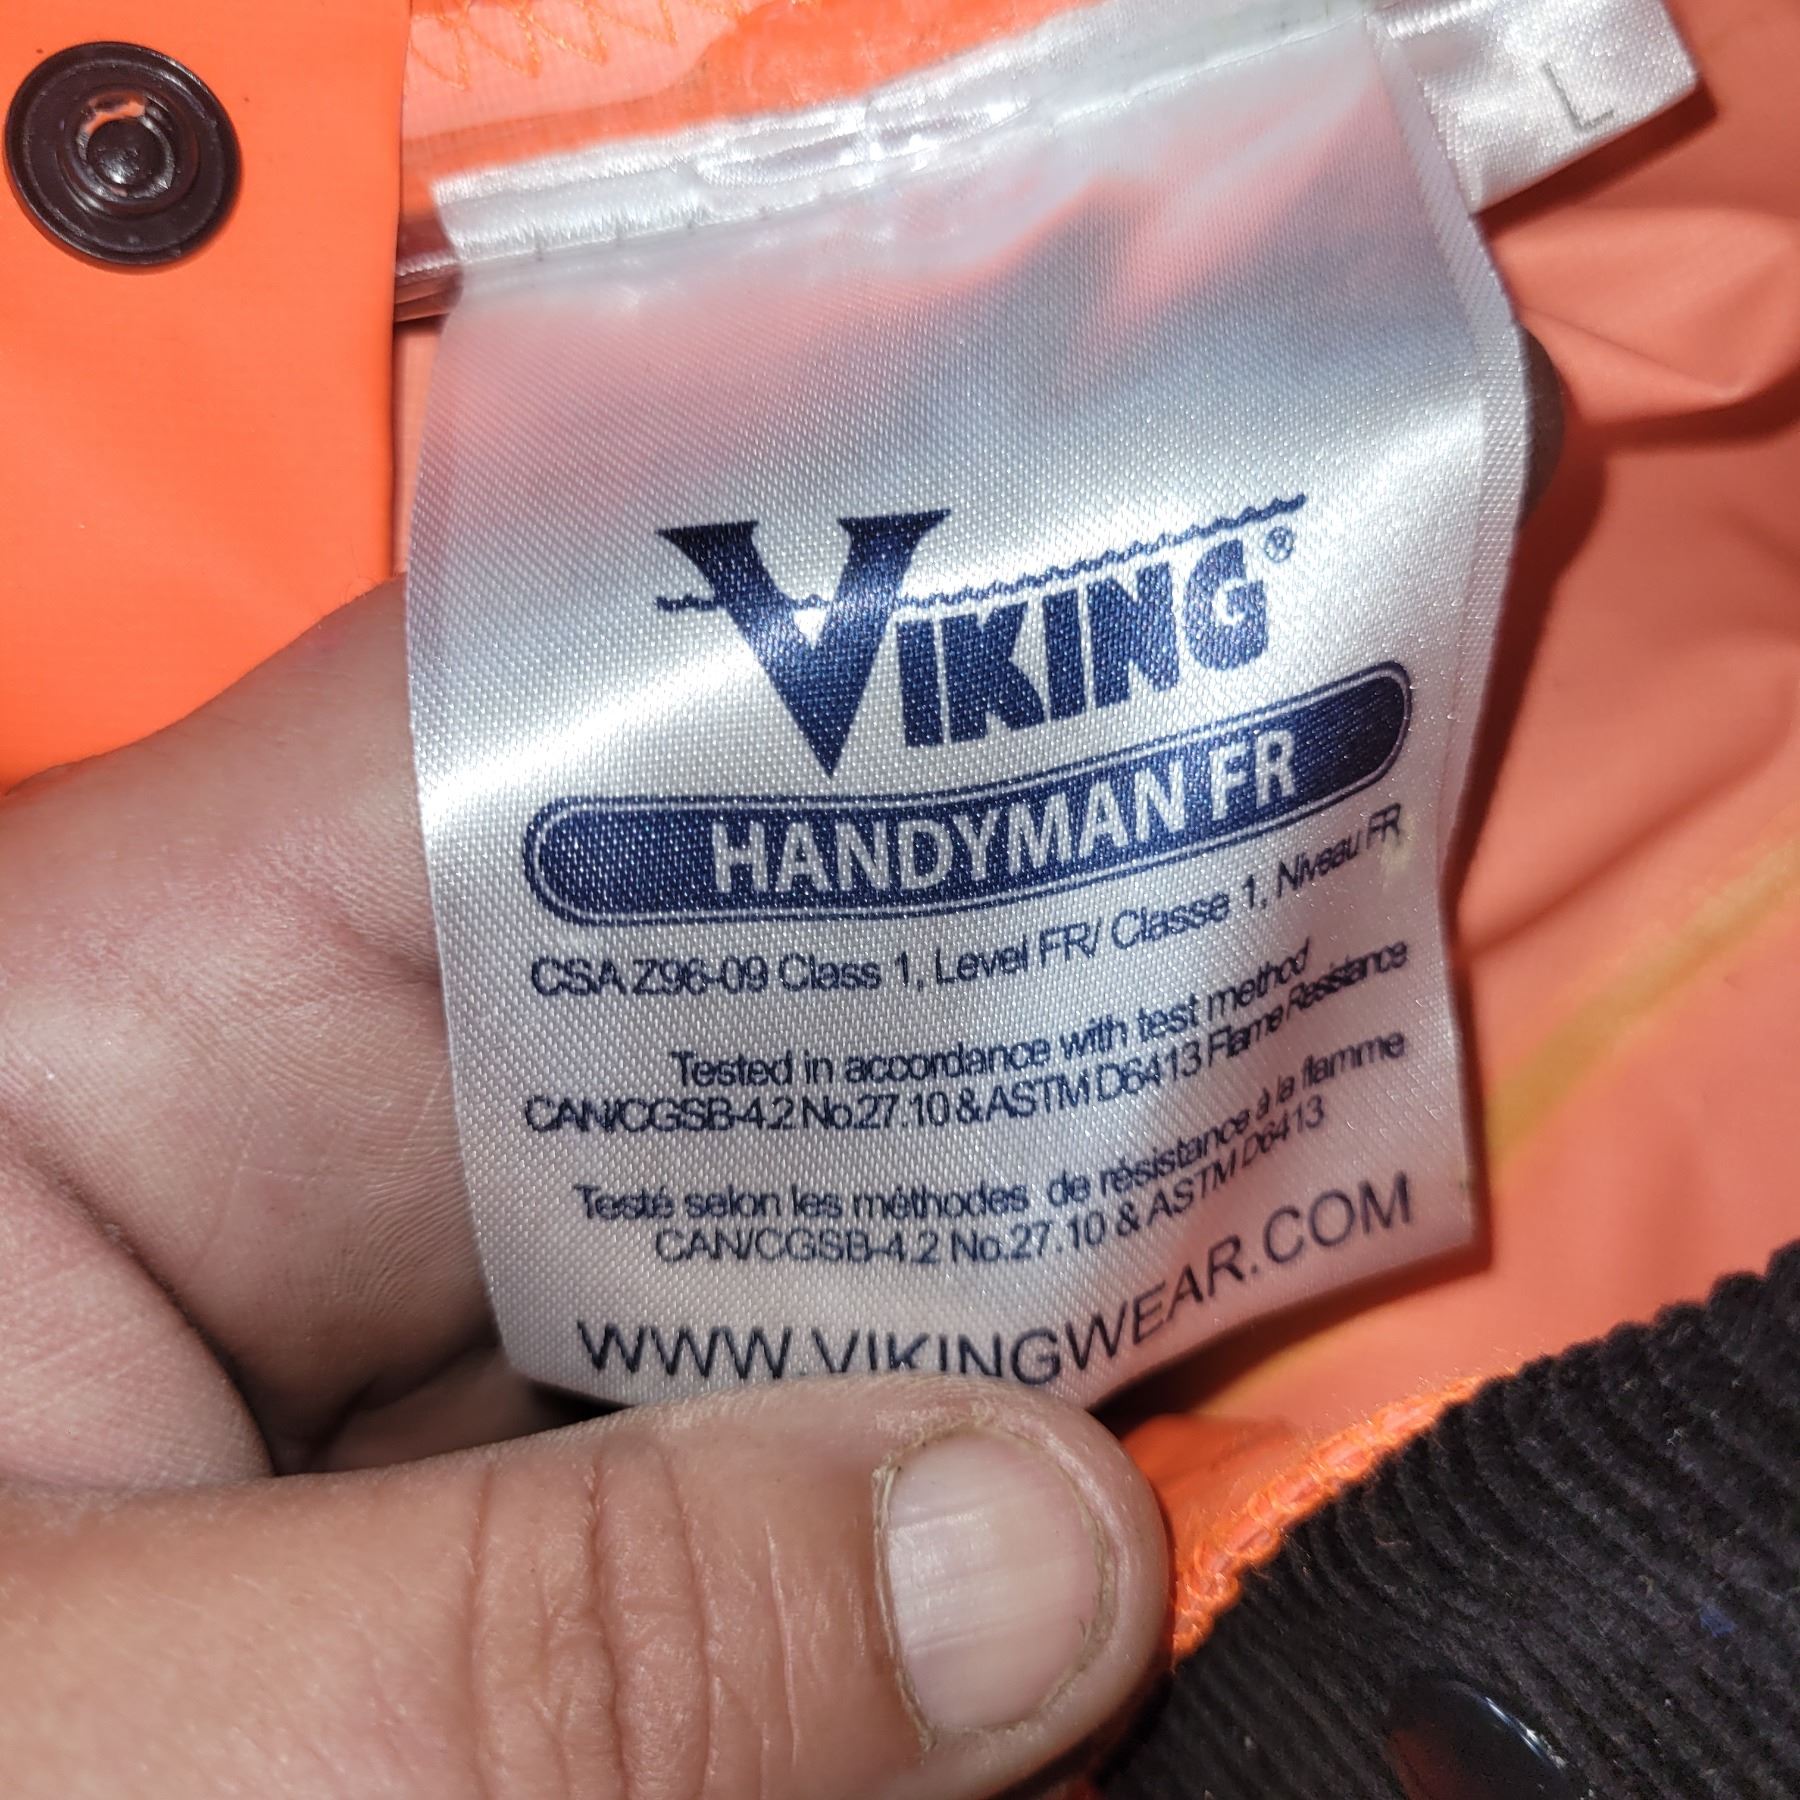 L
VIKING®
HANDYMAN FR
CSA Z96-09 Class 1, Level FR/ Classe 1, Niveau FR
Tested in accordance with test method
CAN/CGSB-4.2 No.27.10 & ASTM D6413 Flame Resistance
Testé selon les méthodes de résistance à la flamme
CAN/CGSB-4.2 No.27.10 & ASTM D6413
WWW.VIKINGWEAR.COM